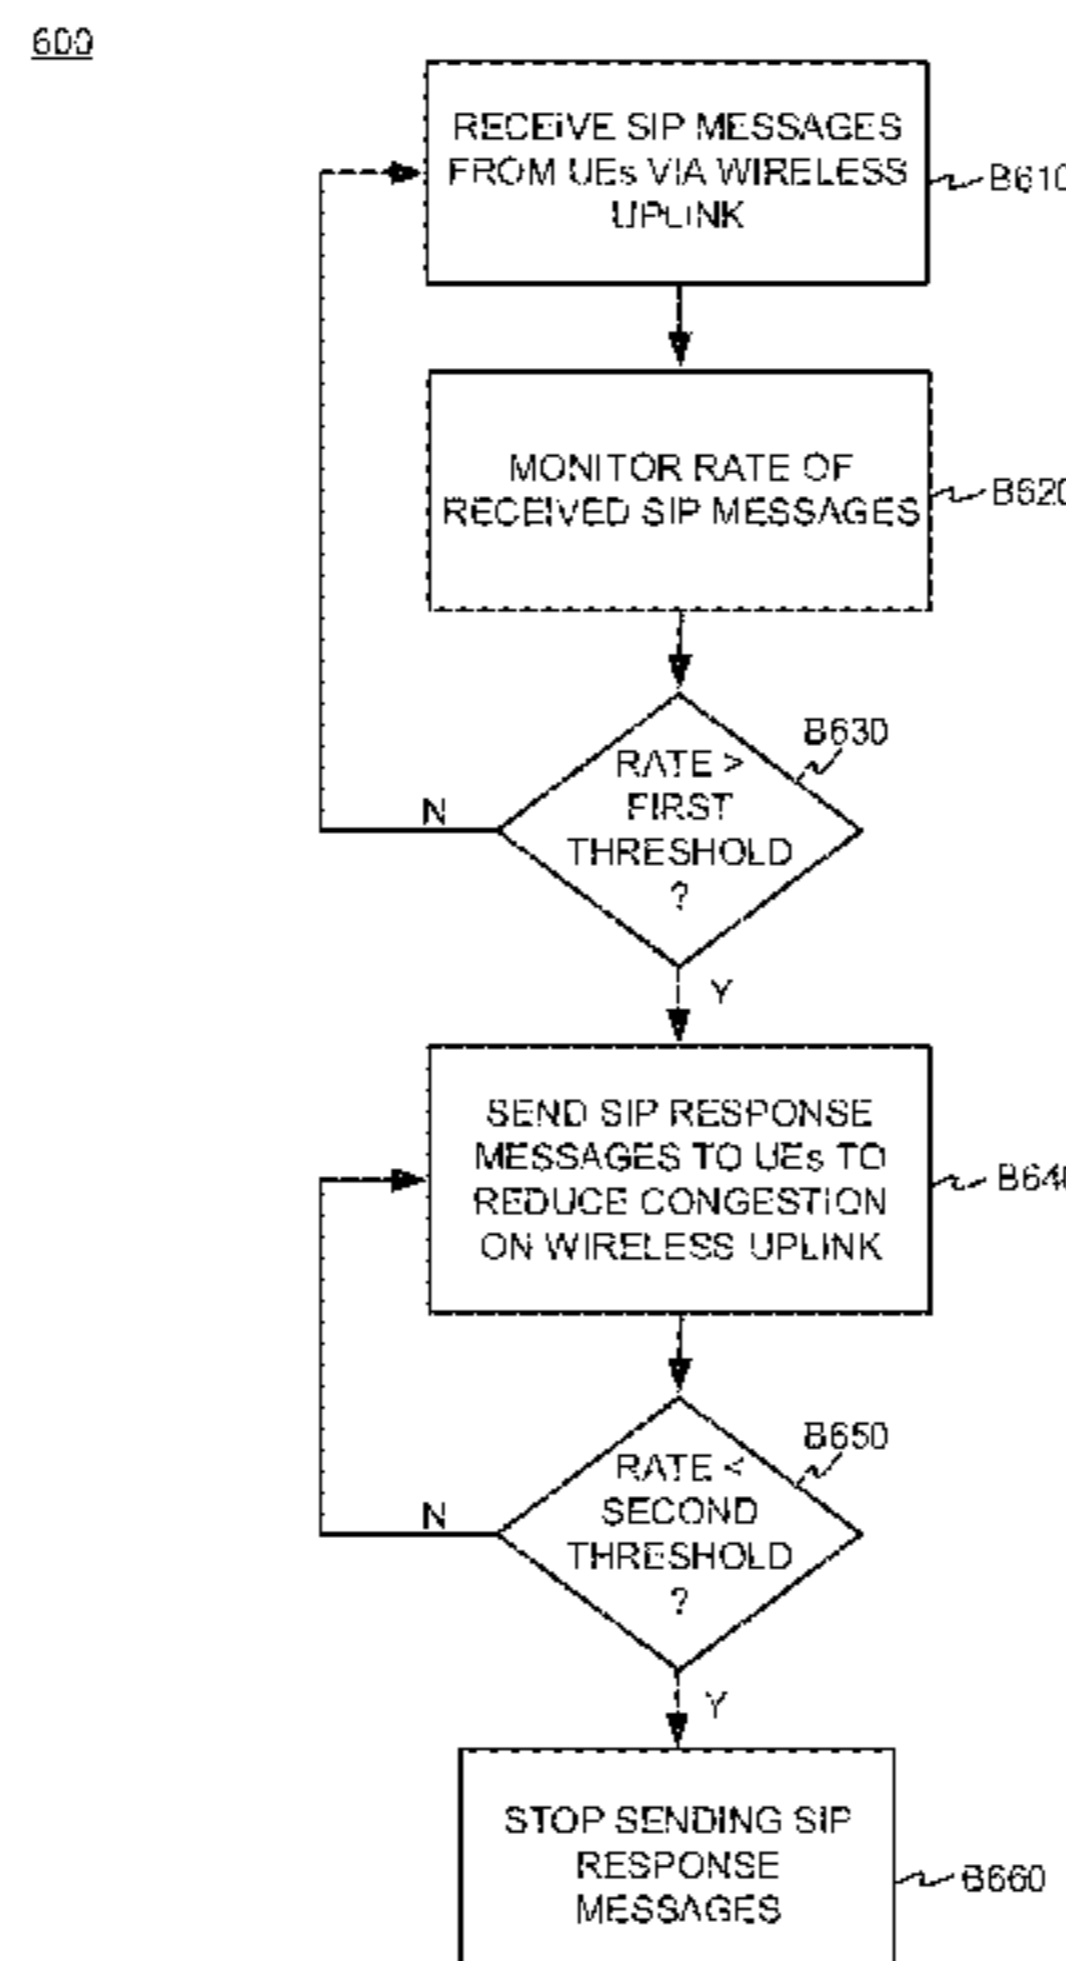 600
RECEIVE SIP MESSAGES
FROM UEs VIA WIRELESS
UPLINK
B610
MONITOR RATE OF
RECEIVED SIP MESSAGES
B620
B630
RATE >
FIRST
THRESHOLD
?
N
Y
SEND SIP RESPONSE
MESSAGES TO UEs TO
REDUCE CONGESTION
ON WIRELESS UPLINK
B640
B650
RATE <
SECOND
THRESHOLD
?
N
Y
STOP SENDING SIP
RESPONSE
MESSAGES
B660